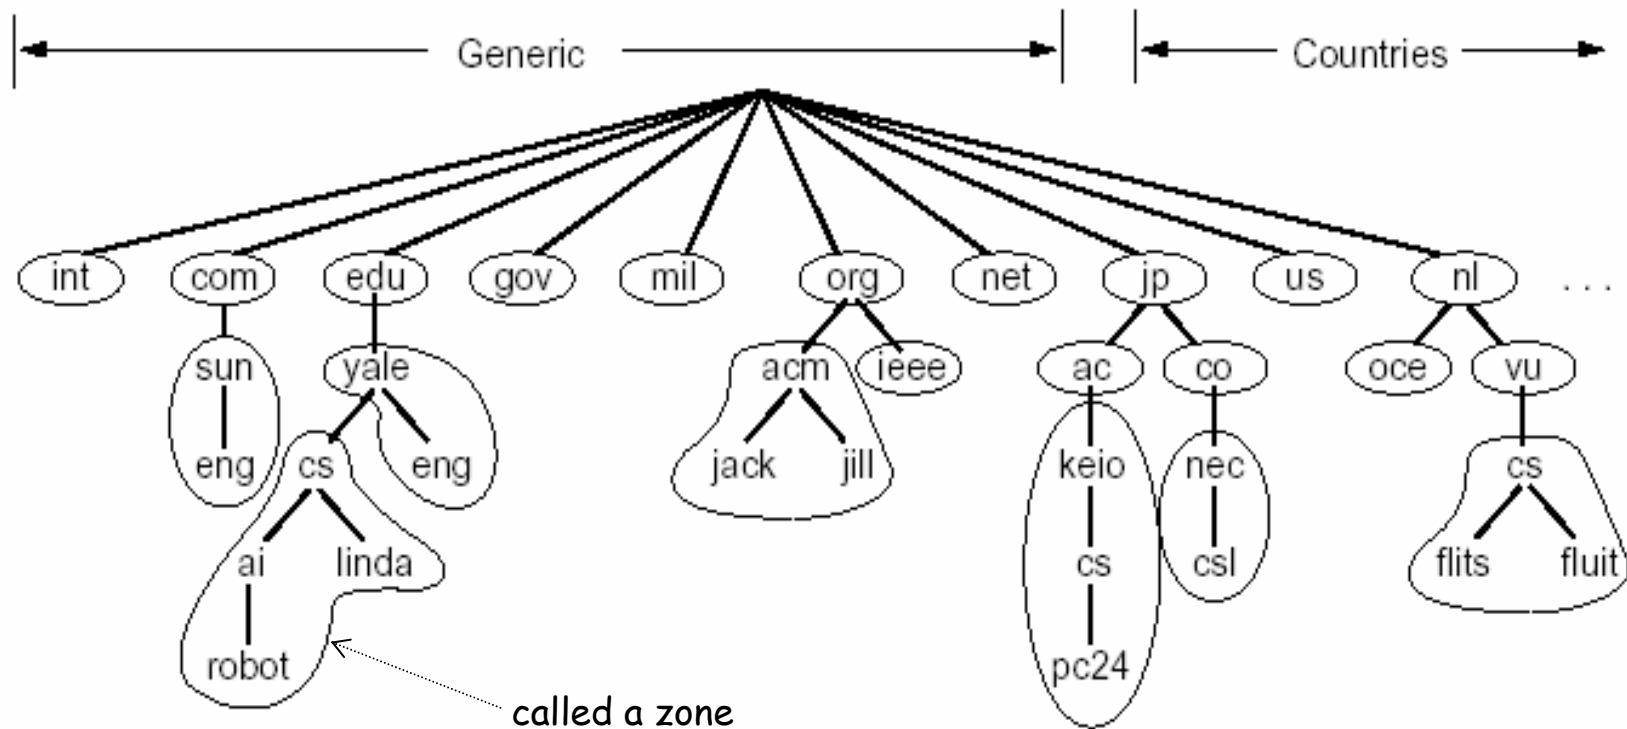 Generic Countries
int com edu gov mil org net jp us nl ...
sun yale acm ieee ac co oce vu
eng cs eng jack jill keio nec cs
ai linda cs csl flits fluit
robot pc24
called a zone